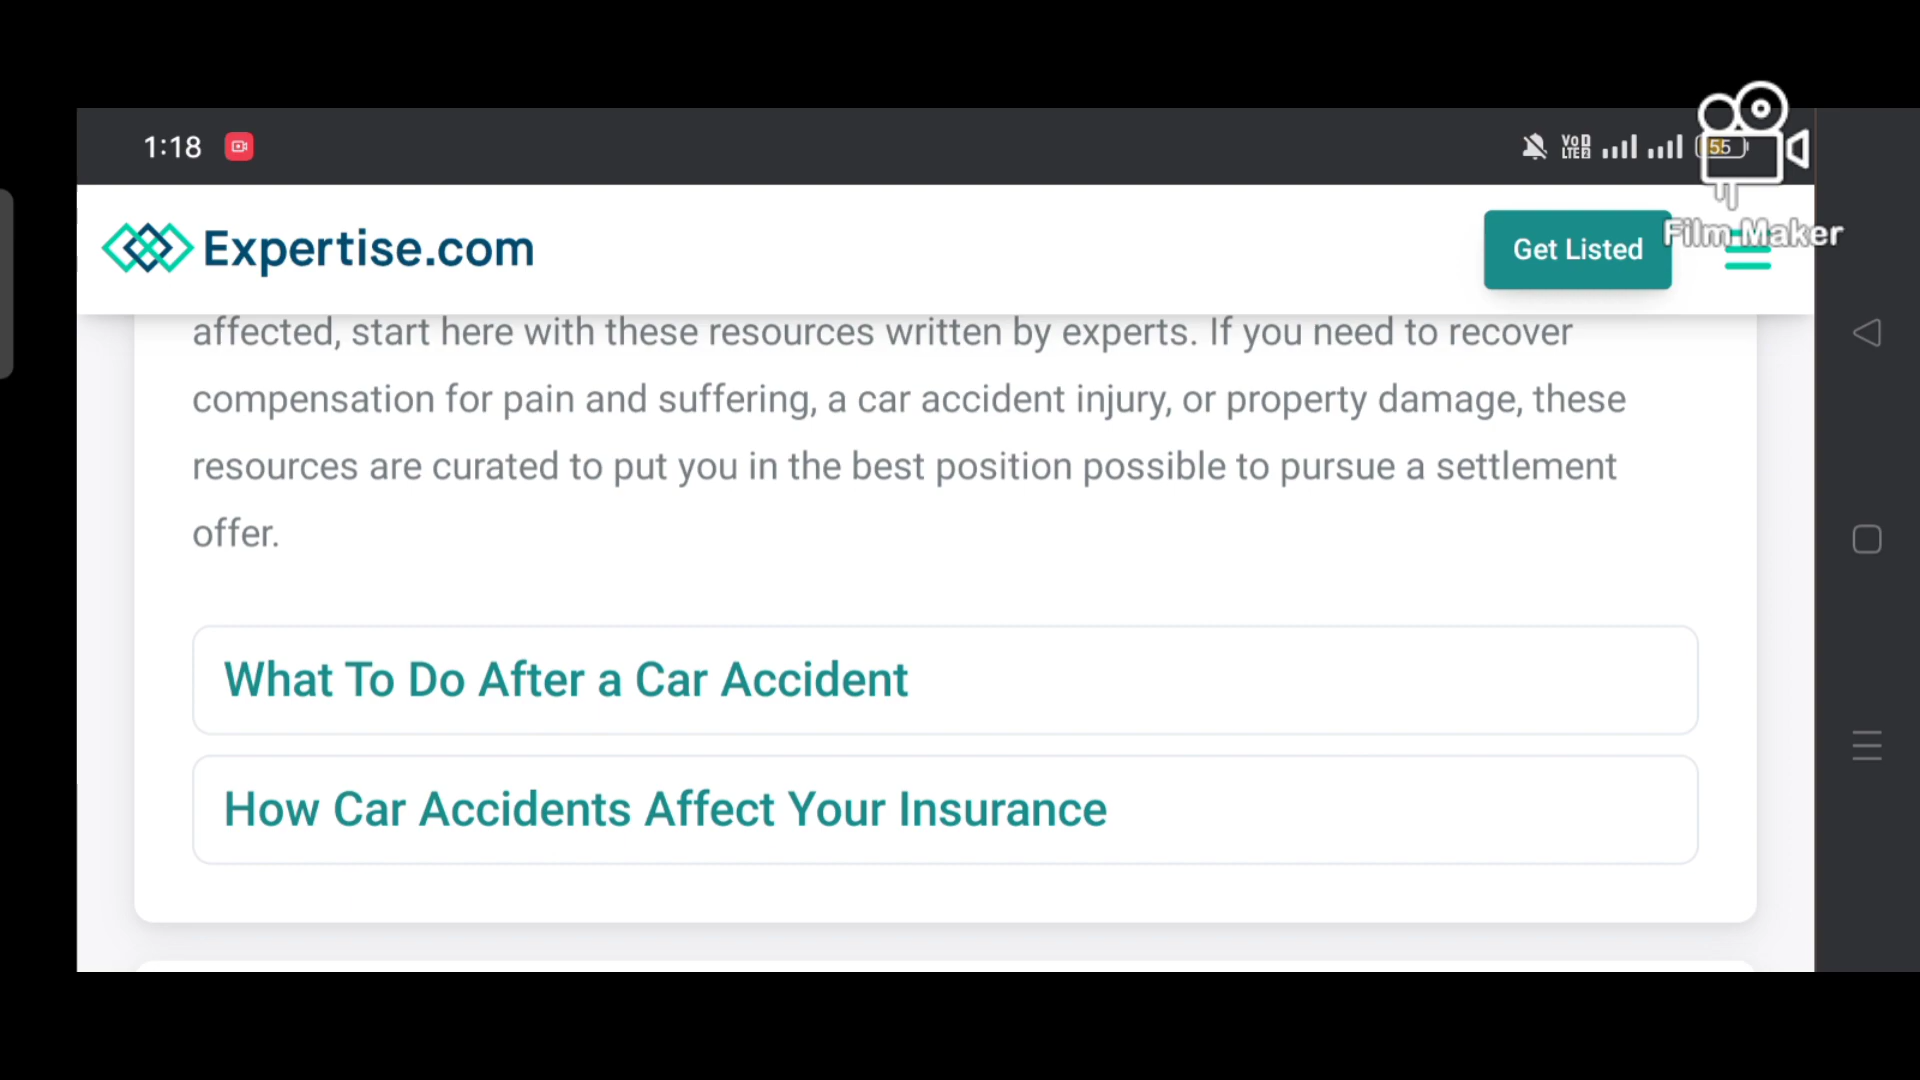 1:18
VoD
LTE2
55
Film Maker
Expertise.com
Get Listed
affected, start here with these resources written by experts. If you need to recover
compensation for pain and suffering, a car accident injury, or property damage, these
resources are curated to put you in the best position possible to pursue a settlement
offer.
What To Do After a Car Accident
How Car Accidents Affect Your Insurance